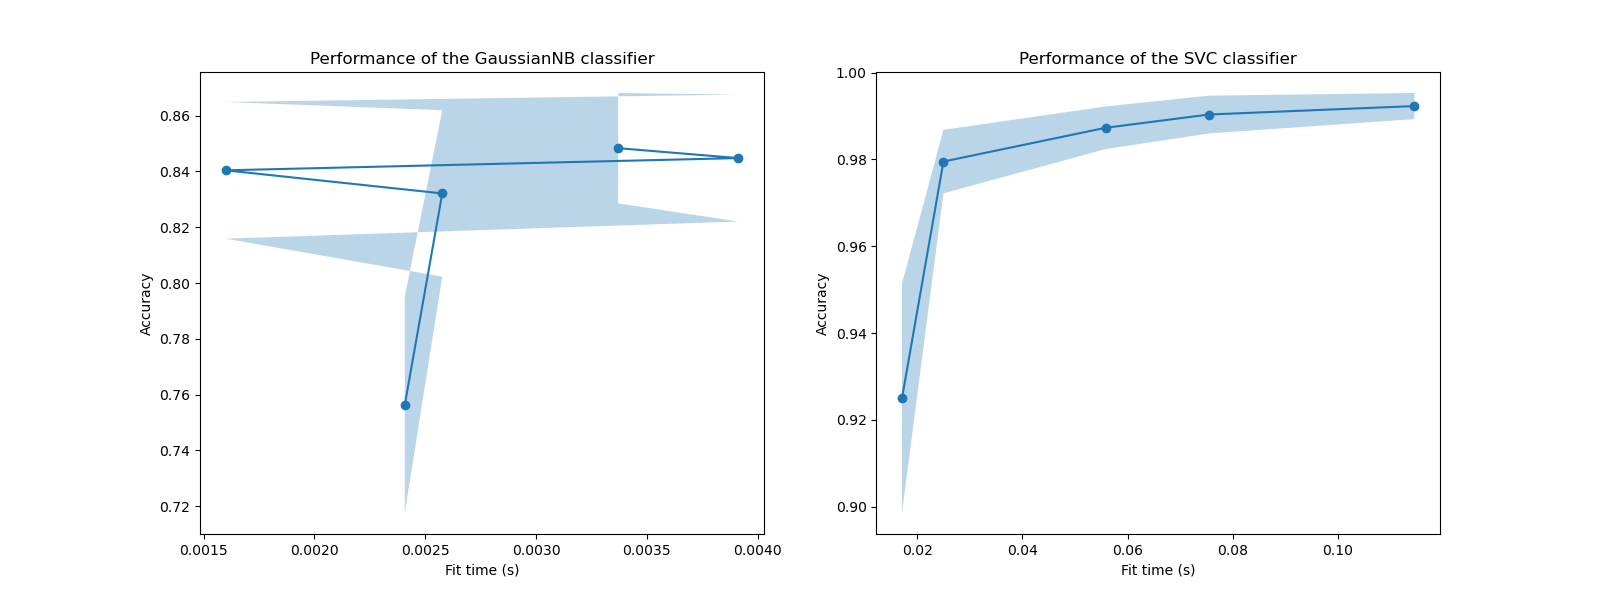 Performance of the GaussianNB classifier
Accuracy
0.86
0.84
0.82
0.80
0.78
0.76
0.74
0.72
0.0015 0.0020 0.0025 0.0030 0.0035 0.0040
Fit time (s)
Performance of the SVC classifier
Accuracy
1.00
0.98
0.96
0.94
0.92
0.90
0.02 0.04 0.06 0.08 0.10
Fit time (s)